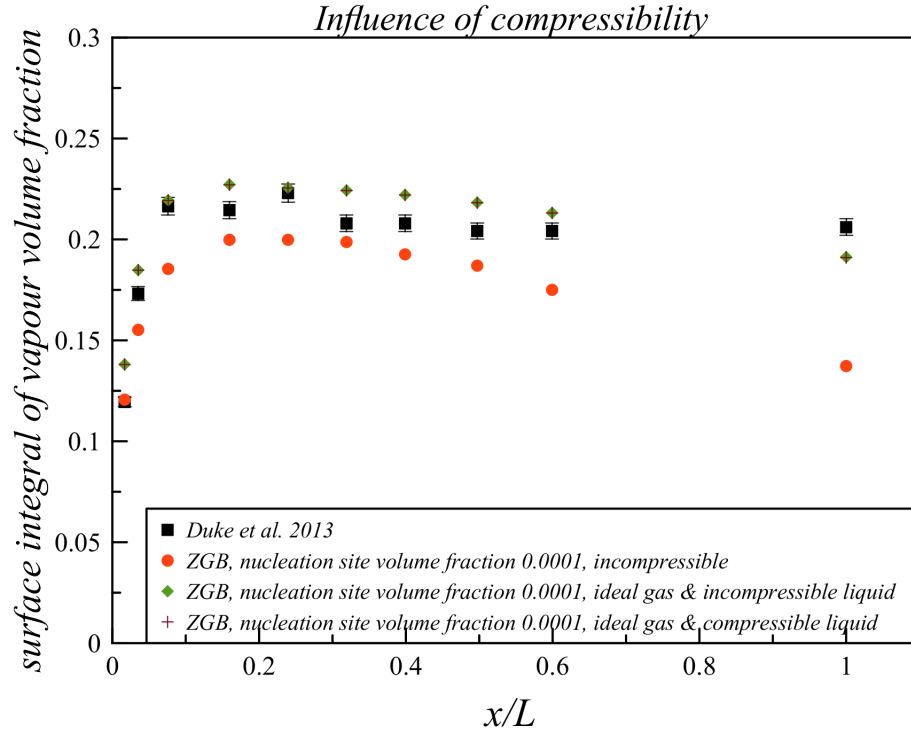 Influence of compressibility
surface integral of vapour volume fraction
0.3
0.25
0.2
0.15
0.1
0.05
0
Duke et al. 2013
ZGB, nucleation site volume fraction 0.0001, incompressible
ZGB, nucleation site volume fraction 0.0001, ideal gas & incompressible liquid
ZGB, nucleation site volume fraction 0.0001, ideal gas & compressible liquid
0 0.2 0.4 0.6 0.8 1
x/L